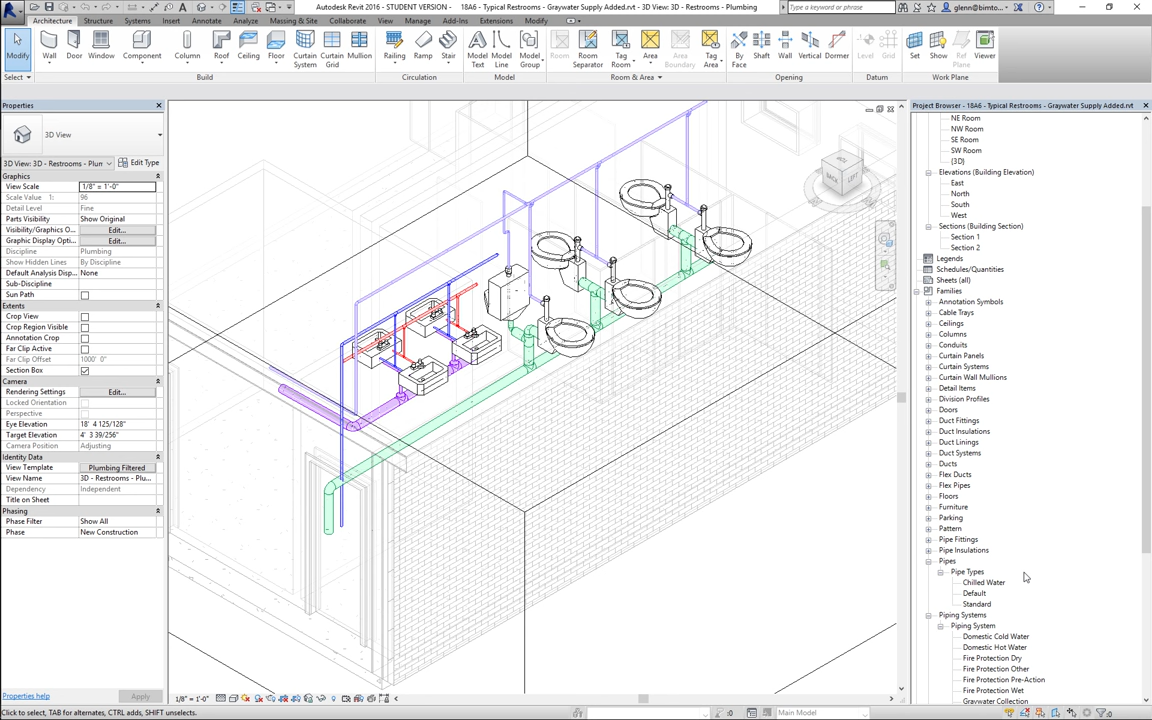 Autodesk Revit 2016 - STUDENT VERSION - 18A6 - Typical Restrooms - Graywater Supply Added.rvt - 3D View: 3D - Restrooms - Plumbing
Type a keyword or phrase
glenn@bimto...
Architecture Structure Systems Insert Annotate Analyze Massing & Site Collaborate View Manage Add-Ins Extensions Modify
Modify Wall Door Window Component Column Roof Ceiling Floor Curtain System Curtain Grid Mullion Railing Ramp Stair Model Text Model Line Model Group Room Room Separator Tag Room Area Area Boundary Tag Area By Face Shaft Wall Vertical Dormer Level Grid Set Show Ref Plane Viewer
Select Build Circulation Model Room & Area Opening Datum Work Plane
Properties
3D View
3D View: 3D - Restrooms - Plum
Edit Type
Graphics
View Scale 1/8" = 1'-0"
Scale Value 1: 96
Detail Level Fine
Parts Visibility Show Original
Visibility/Graphics O... Edit...
Graphic Display Opti... Edit...
Discipline Plumbing
Show Hidden Lines By Discipline
Default Analysis Disp... None
Sub-Discipline
Sun Path
Extents
Crop View
Crop Region Visible
Annotation Crop
Far Clip Active
Far Clip Offset 1000' 0"
Section Box
Camera
Rendering Settings Edit...
Locked Orientation
Perspective
Eye Elevation 18' 4 125/128"
Target Elevation 4' 3 39/256"
Camera Position Adjusting
Identity Data
View Template Plumbing Filtered
View Name 3D - Restrooms - Plu...
Dependency Independent
Title on Sheet
Phasing
Phase Filter Show All
Phase New Construction
Properties help
Apply
BACK LEFT
Project Browser - 18A6 - Typical Restrooms - Graywater Supply Added.rvt
NE Room
NW Room
SE Room
SW Room
{3D}
Elevations (Building Elevation)
East
North
South
West
Sections (Building Section)
Section 1
Section 2
Legends
Schedules/Quantities
Sheets (all)
Families
Annotation Symbols
Cable Trays
Ceilings
Columns
Conduits
Curtain Panels
Curtain Systems
Curtain Wall Mullions
Detail Items
Division Profiles
Doors
Duct Fittings
Duct Insulations
Duct Linings
Duct Systems
Ducts
Flex Ducts
Flex Pipes
Floors
Furniture
Parking
Pattern
Pipe Fittings
Pipe Insulations
Pipes
Pipe Types
Chilled Water
Default
Standard
Piping Systems
Piping System
Domestic Cold Water
Domestic Hot Water
Fire Protection Dry
Fire Protection Other
Fire Protection Pre-Action
Fire Protection Wet
Graywater Collection
1/8" = 1'-0"
Click to select, TAB for alternates, CTRL adds, SHIFT unselects.
:0
Main Model
:0